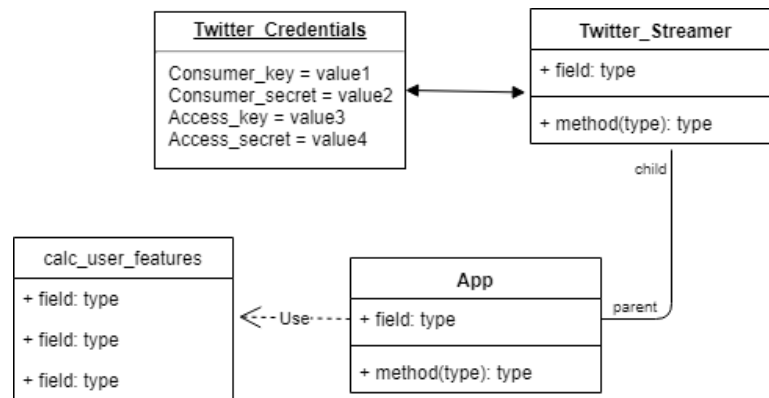 Twitter_Credentials
Consumer_key = value1
Consumer_secret = value2
Access_key = value3
Access_secret = value4
Twitter_Streamer
+ field: type
+ method(type): type
child
calc_user_features
+ field: type
+ field: type
+ field: type
Use
App
+ field: type
+ method(type): type
parent